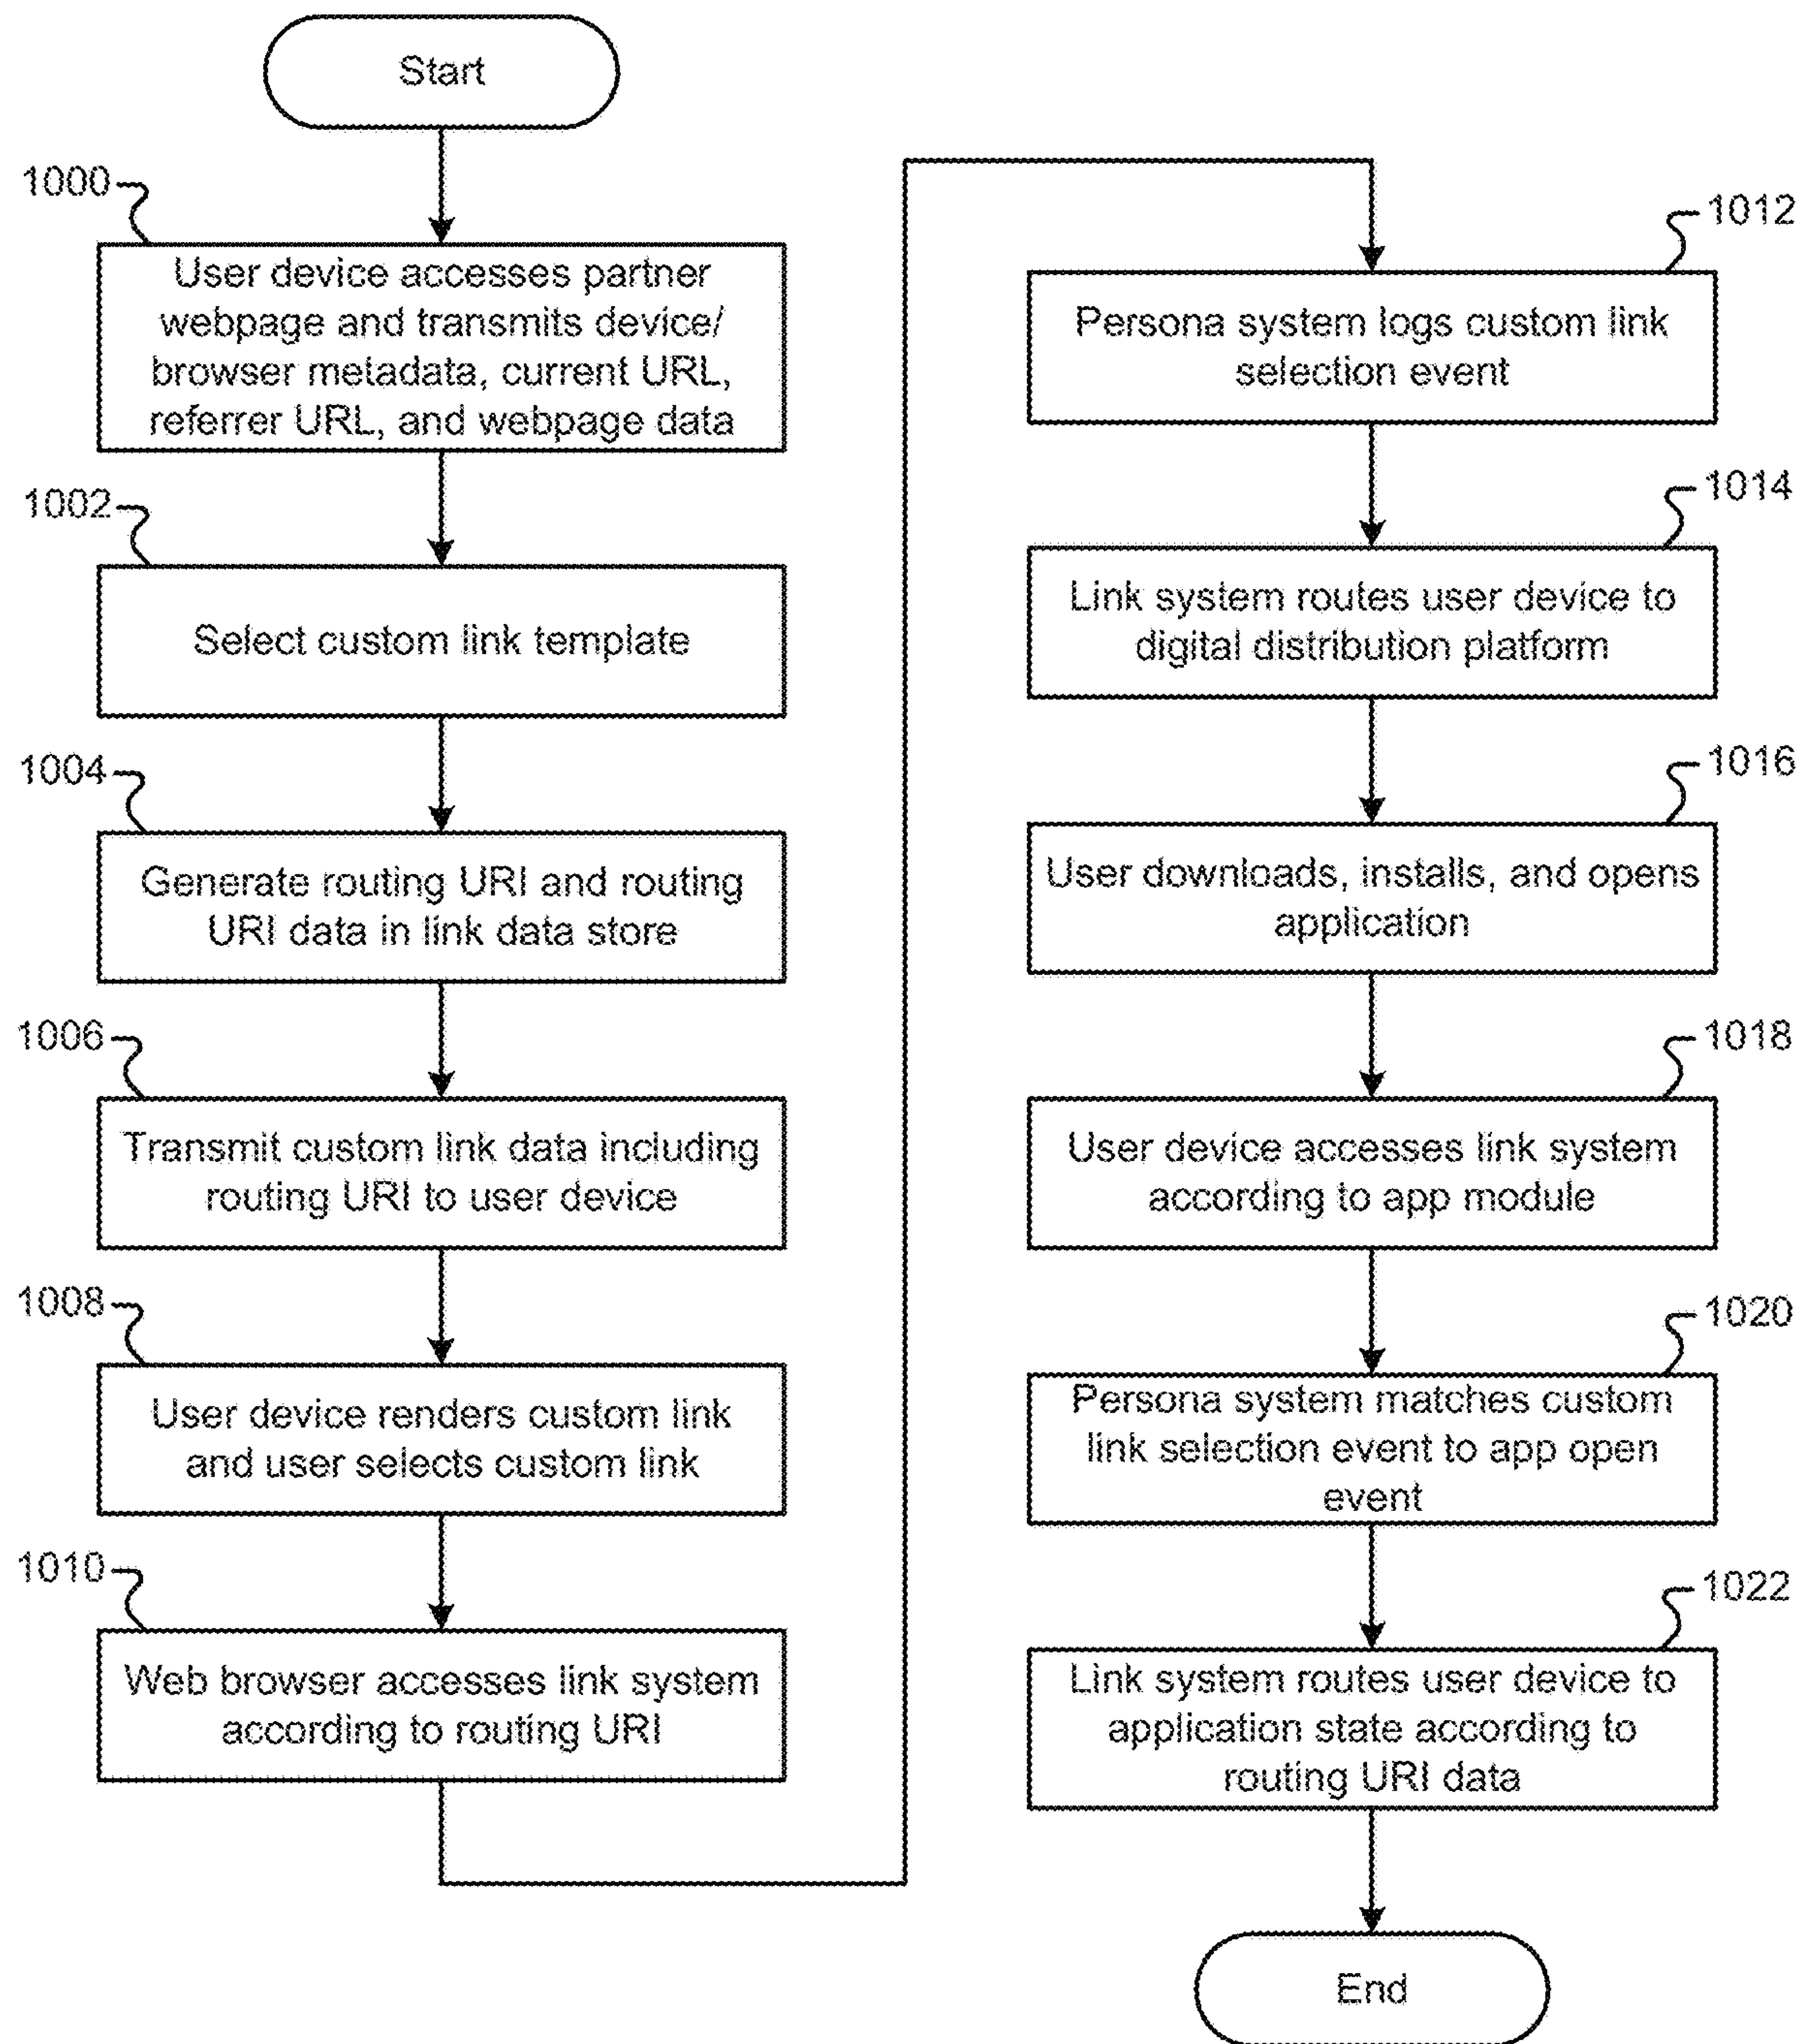 Start
1000
User device accesses partner
webpage and transmits device/
browser metadata, current URL,
referrer URL, and webpage data
1002
Select custom link template
1004
Generate routing URI and routing
URI data in link data store
1006
Transmit custom link data including
routing URI to user device
1008
User device renders custom link
and user selects custom link
1010
Web browser accesses link system
according to routing URI
1012
Persona system logs custom link
selection event
1014
Link system routes user device to
digital distribution platform
1016
User downloads, installs, and opens
application
1018
User device accesses link system
according to app module
1020
Persona system matches custom
link selection event to app open
event
1022
Link system routes user device to
application state according to
routing URI data
End